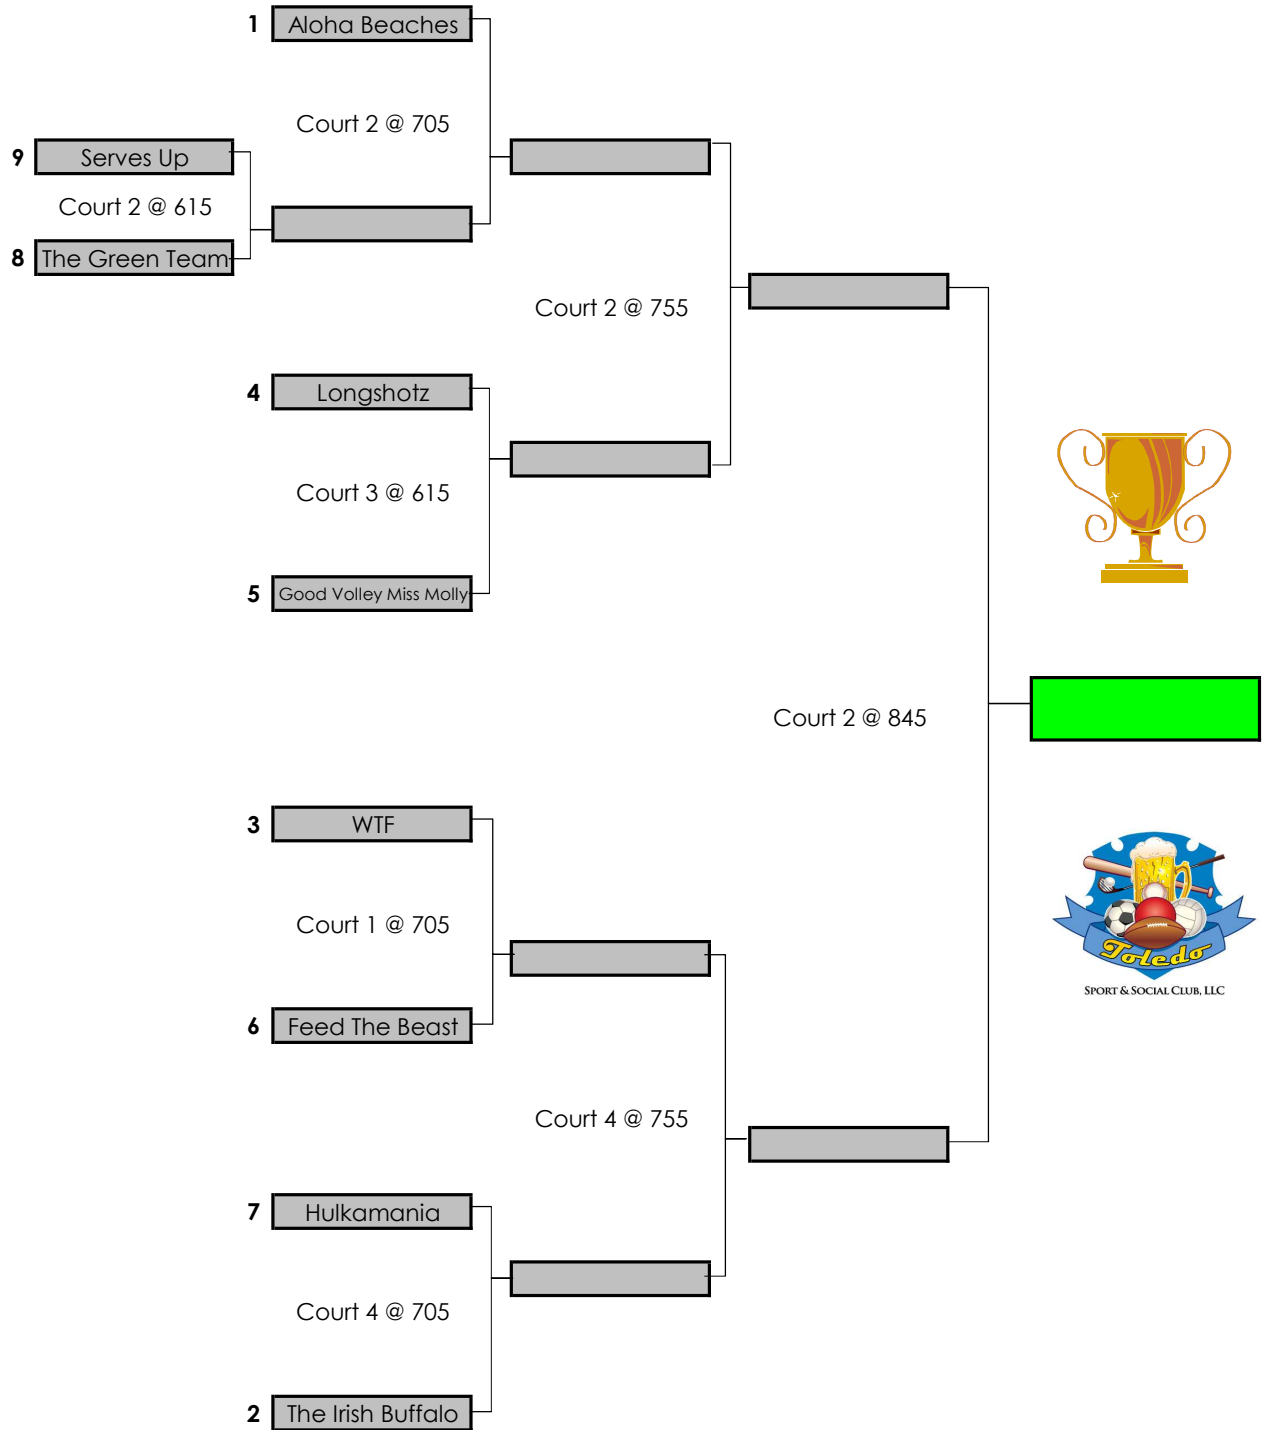 1 Aloha Beaches
Court 2 @ 705
9 Serves Up
Court 2 @ 615
8 The Green Team
Court 2 @ 755
4 Longshotz
Court 3 @ 615
5 Good Volley Miss Molly
Court 2 @ 845
3 WTF
Court 1 @ 705
6 Feed The Beast
Toledo
SPORT & SOCIAL CLUB, LLC
Court 4 @ 755
7 Hulkamania
Court 4 @ 705
2 The Irish Buffalo